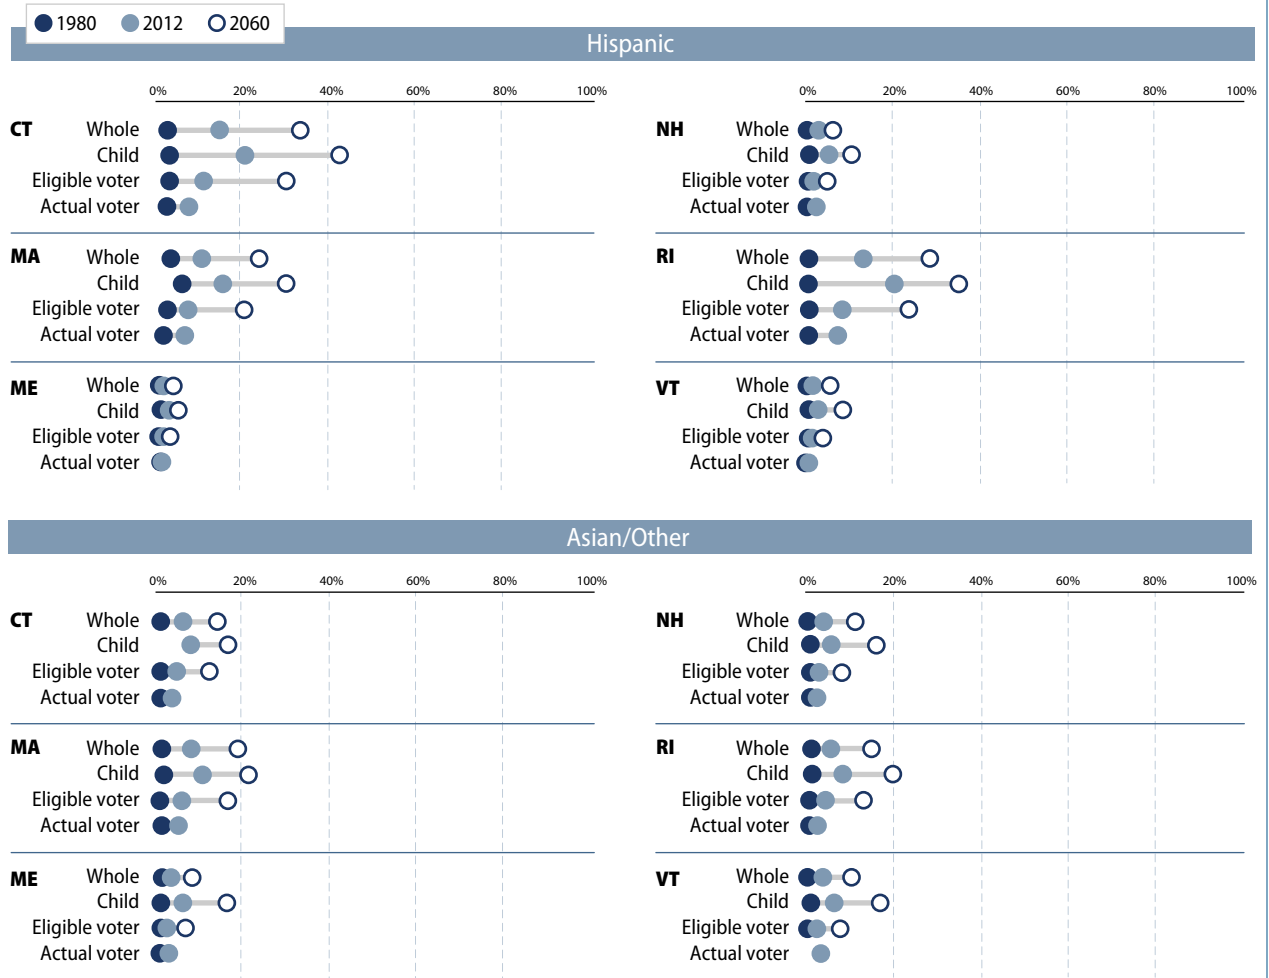 1980 2012 2060
Hispanic
0% 20% 40% 60% 80% 100%
CT Whole
Child
Eligible voter
Actual voter
MA Whole
Child
Eligible voter
Actual voter
ME Whole
Child
Eligible voter
Actual voter
0% 20% 40% 60% 80% 100%
NH Whole
Child
Eligible voter
Actual voter
RI Whole
Child
Eligible voter
Actual voter
VT Whole
Child
Eligible voter
Actual voter
Asian/Other
0% 20% 40% 60% 80% 100%
CT Whole
Child
Eligible voter
Actual voter
MA Whole
Child
Eligible voter
Actual voter
ME Whole
Child
Eligible voter
Actual voter
0% 20% 40% 60% 80% 100%
NH Whole
Child
Eligible voter
Actual voter
RI Whole
Child
Eligible voter
Actual voter
VT Whole
Child
Eligible voter
Actual voter